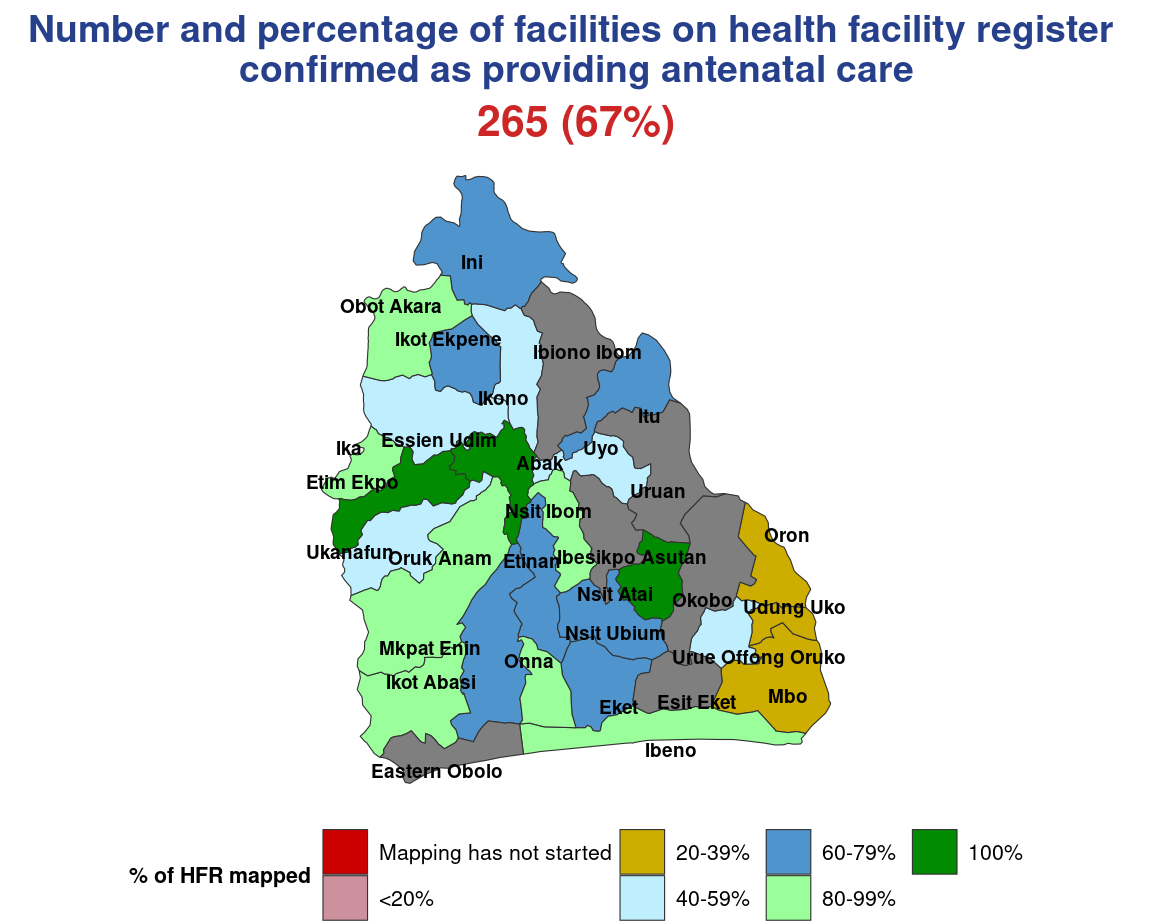 Number and percentage of facilities on health facility register
confirmed as providing antenatal care
265 (67%)
Ini
Obot Akara
Ikot Ekpene
Ibiono Ibom
Ikono
Itu
Essien Udim
Ika
Uyo
Abak
Etim Ekpo
Uruan
Nsit Ibom
Oron
Ukanafun
Oruk Anam
Etinan
Ibesikpo Asutan
Nsit Atai
Okobo
Udung Uko
Nsit Ubium
Mkpat Enin
Onna
Urue Offong Oruko
Ikot Abasi
Eket
Esit Eket
Mbo
Ibeno
Eastern Obolo
% of HFR mapped
Mapping has not started
<20%
20-39%
40-59%
60-79%
80-99%
100%